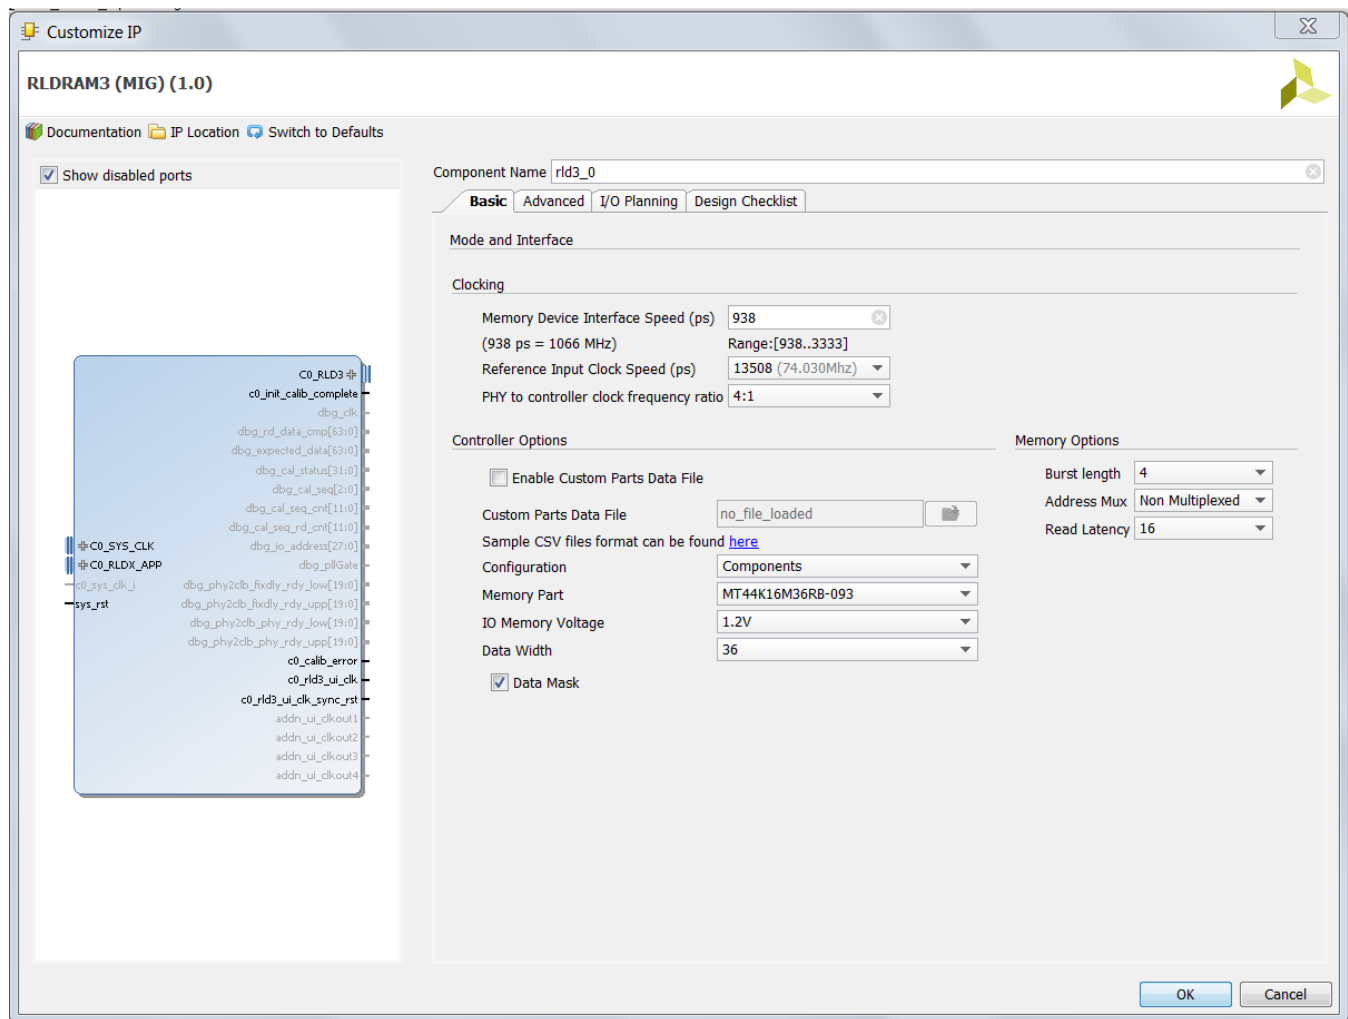 Customize IP
RLDRAM3 (MIG) (1.0)
Documentation IP Location Switch to Defaults
Show disabled ports
C0_RLD3
c0_init_calib_complete
dbg_clk
dbg_rd_data_cmp[63:0]
dbg_expected_data[63:0]
dbg_cal_status[31:0]
dbg_cal_seq[2:0]
dbg_cal_seq_cnt[11:0]
dbg_cal_seq_rd_cnt[11:0]
C0_SYS_CLK dbg_io_address[27:0]
C0_RLDX_APP dbg_pllGate
c0_sys_clk_i dbg_phy2clb_fixdly_rdy_low[19:0]
sys_rst dbg_phy2clb_fixdly_rdy_upp[19:0]
dbg_phy2clb_phy_rdy_low[19:0]
dbg_phy2clb_phy_rdy_upp[19:0]
c0_calib_error
c0_rld3_ui_clk
c0_rld3_ui_clk_sync_rst
addn_ui_clkout1
addn_ui_clkout2
addn_ui_clkout3
addn_ui_clkout4
Component Name rld3_0
Basic Advanced I/O Planning Design Checklist
Mode and Interface
Clocking
Memory Device Interface Speed (ps) 938
(938 ps = 1066 MHz) Range:[938..3333]
Reference Input Clock Speed (ps) 13508 (74.030Mhz)
PHY to controller clock frequency ratio 4:1
Controller Options
Enable Custom Parts Data File
Custom Parts Data File no_file_loaded
Sample CSV files format can be found here
Configuration Components
Memory Part MT44K16M36RB-093
IO Memory Voltage 1.2V
Data Width 36
Data Mask
Memory Options
Burst length 4
Address Mux Non Multiplexed
Read Latency 16
OK Cancel